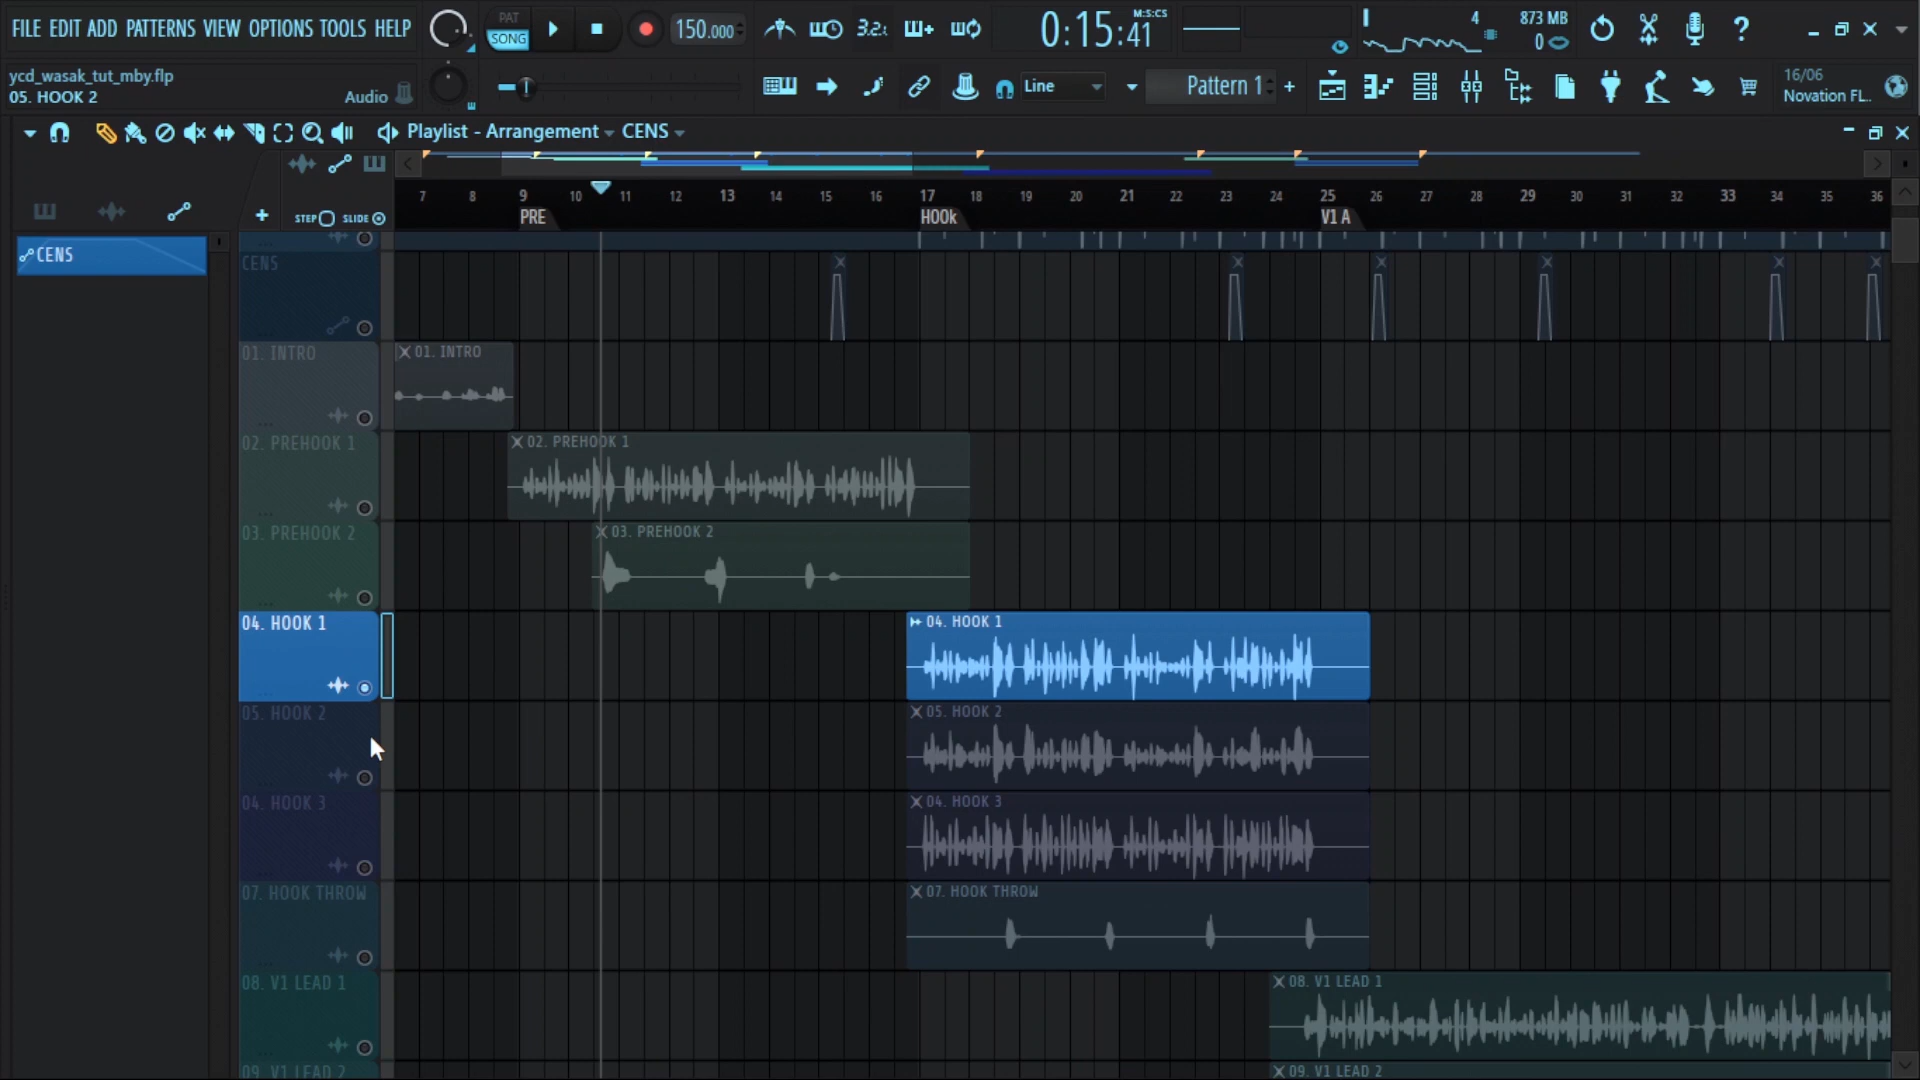 FILE EDIT ADD PATTERNS VIEW OPTIONS TOOLS HELP
PAT
SONG
150.000
3.2.:
0:15:41
M:S:CS
4
873 MB
0
ycd_wasak_tut_mby.flp
05. HOOK 2
Audio
Line
Pattern 1
16/06
Novation FL..
Playlist - Arrangement
CENS
7 8 9 10 11 12 13 14 15 16 17 18 19 20 21 22 23 24 25 26 27 28 29 30 31 32 33 34 35 36
STEP SLIDE
PRE
HOOk
V1 A
CENS
CENS
01. INTRO
01. INTRO
02. PREHOOK 1
02. PREHOOK 1
03. PREHOOK 2
03. PREHOOK 2
04. HOOK 1
04. HOOK 1
05. HOOK 2
05. HOOK 2
04. HOOK 3
04. HOOK 3
07. HOOK THROW
07. HOOK THROW
08. V1 LEAD 1
08. V1 LEAD 1
09. V1 LEAD 2
09. V1 LEAD 2